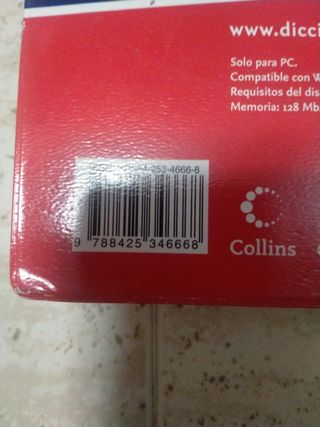 www.dicci
Solo para PC.
Compatible con W
Requisitos del dis
Memoria: 128 Mb
253-4666-8
9 788425 346668
Collins